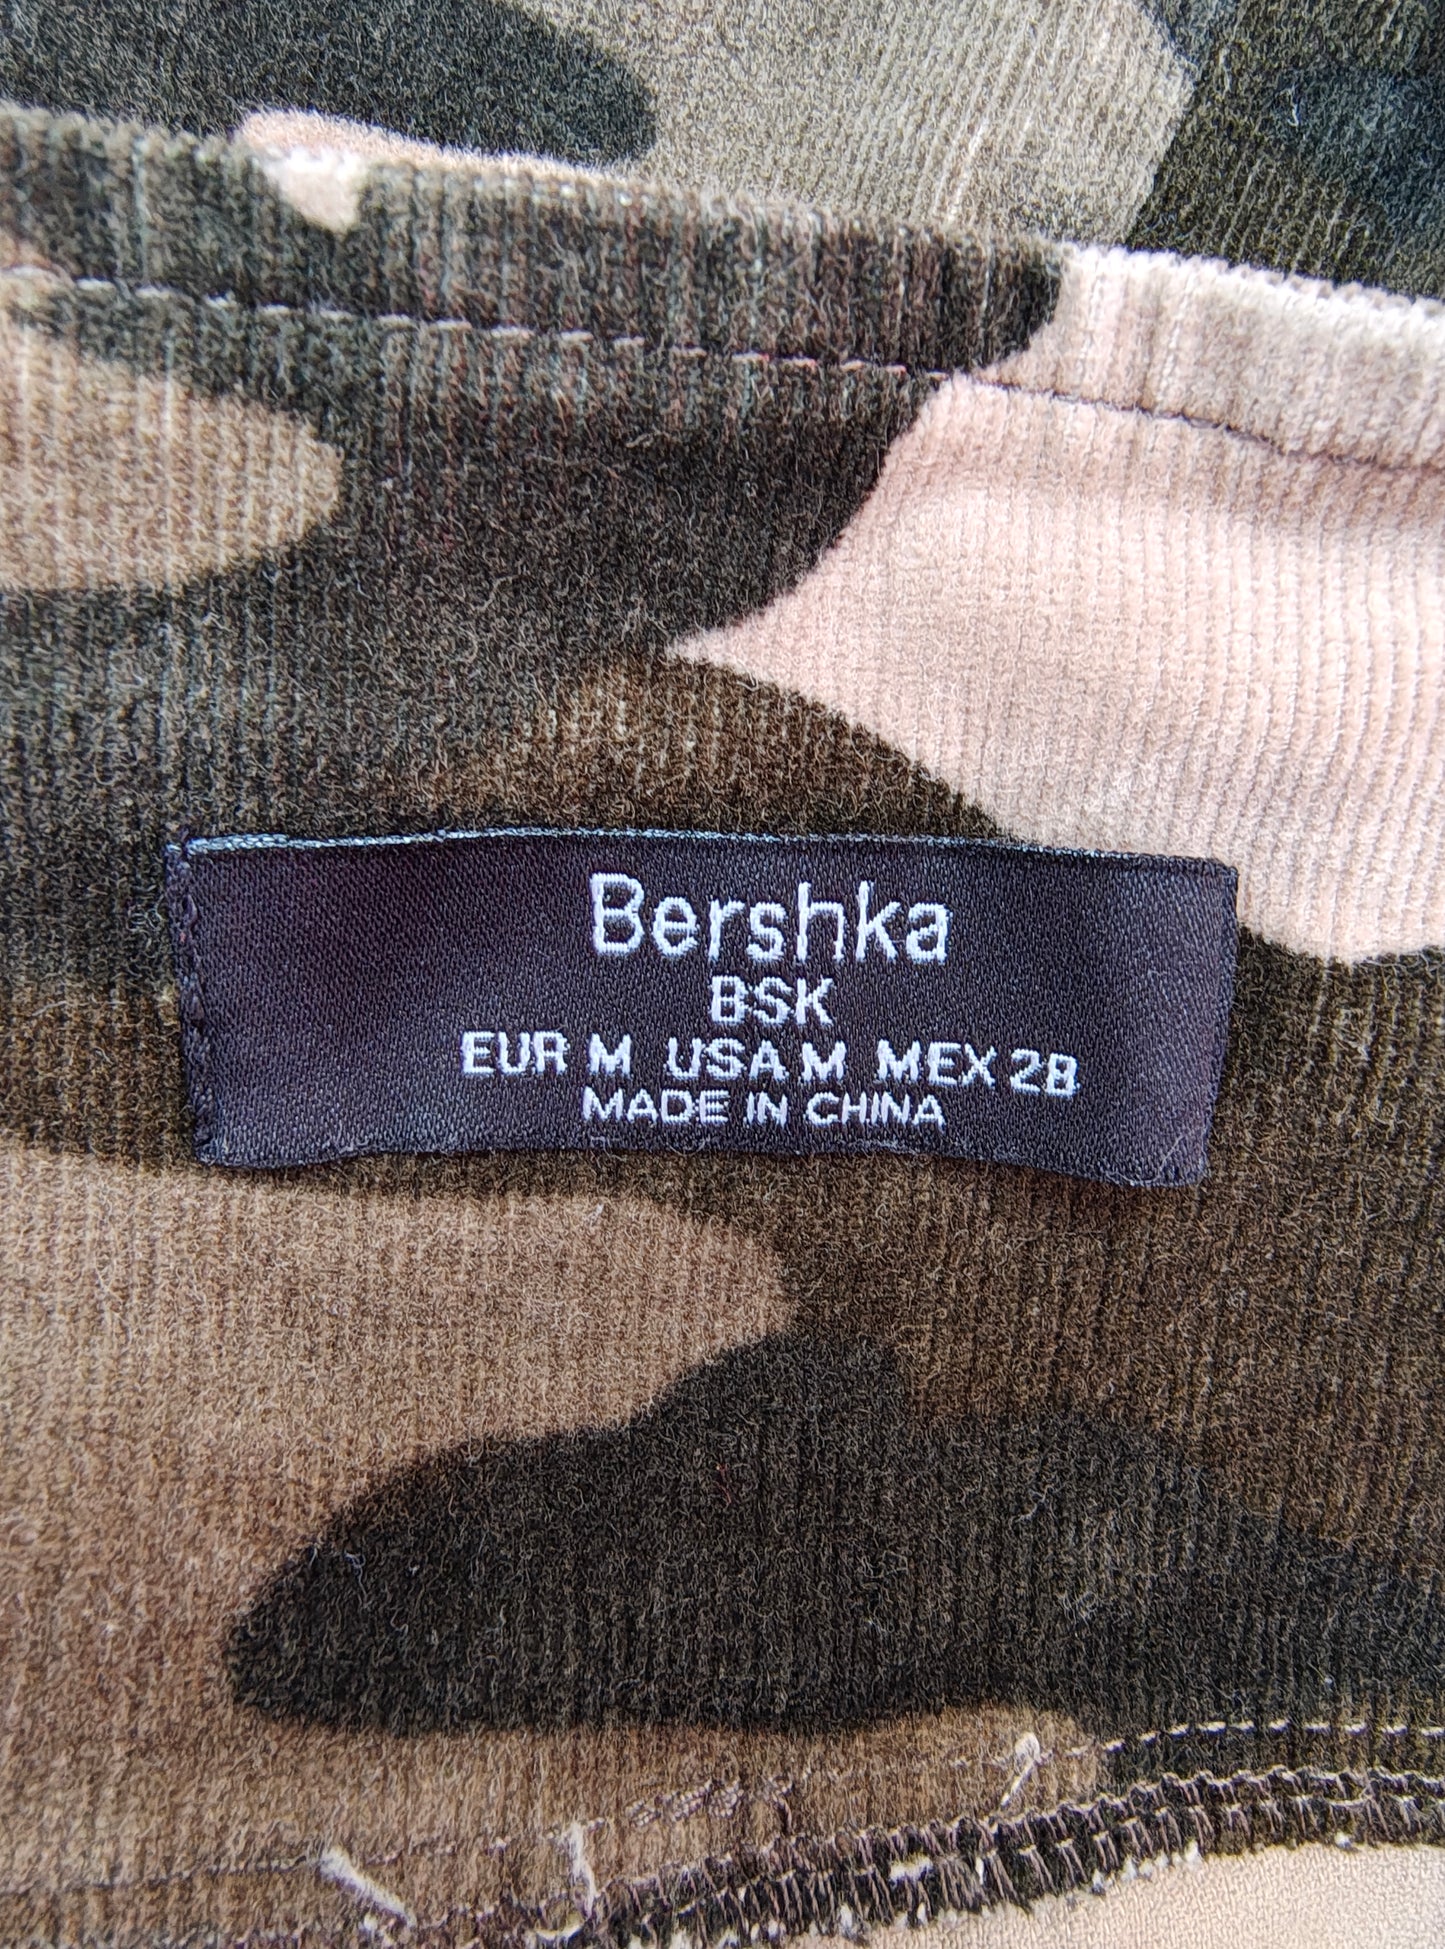 Bershka
BSK
EUR M USA M MEX 28
MADE IN CHINA